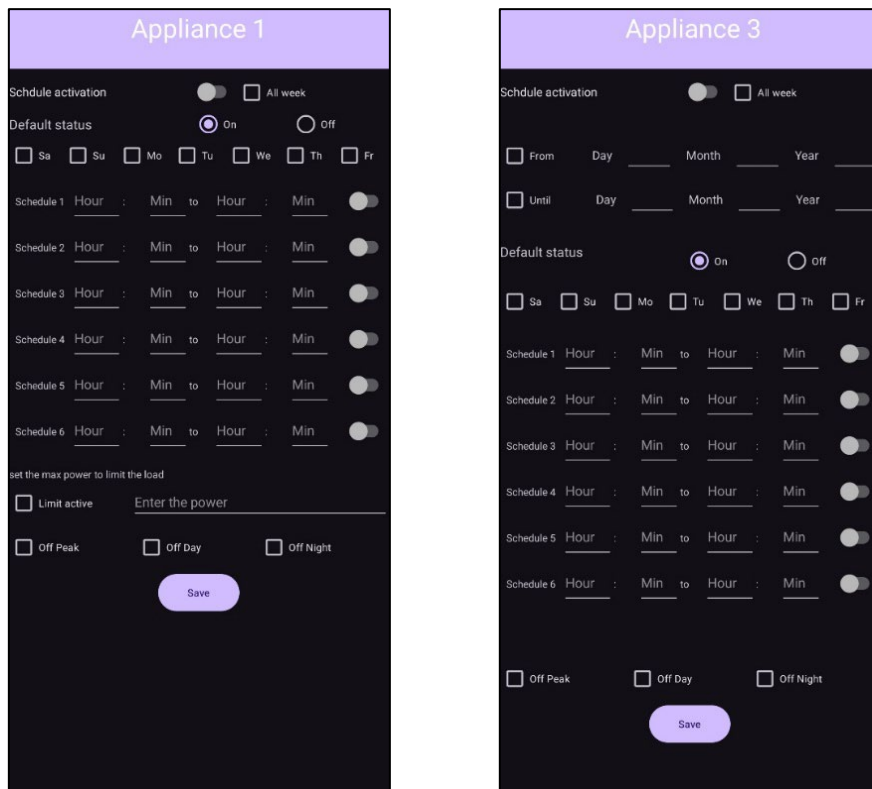 Appliance 1
Schdule activation All week
Default status On Off
Sa Su Mo Tu We Th Fr
Schedule 1 Hour : Min to Hour : Min
Schedule 2 Hour : Min to Hour : Min
Schedule 3 Hour : Min to Hour : Min
Schedule 4 Hour : Min to Hour : Min
Schedule 5 Hour : Min to Hour : Min
Schedule 6 Hour : Min to Hour : Min
set the max power to limit the load
Limit active Enter the power
Off Peak Off Day Off Night
Save
Appliance 3
Schdule activation All week
From Day Month Year
Until Day Month Year
Default status On Off
Sa Su Mo Tu We Th Fr
Schedule 1 Hour : Min to Hour : Min
Schedule 2 Hour : Min to Hour : Min
Schedule 3 Hour : Min to Hour : Min
Schedule 4 Hour : Min to Hour : Min
Schedule 5 Hour : Min to Hour : Min
Schedule 6 Hour : Min to Hour : Min
Off Peak Off Day Off Night
Save